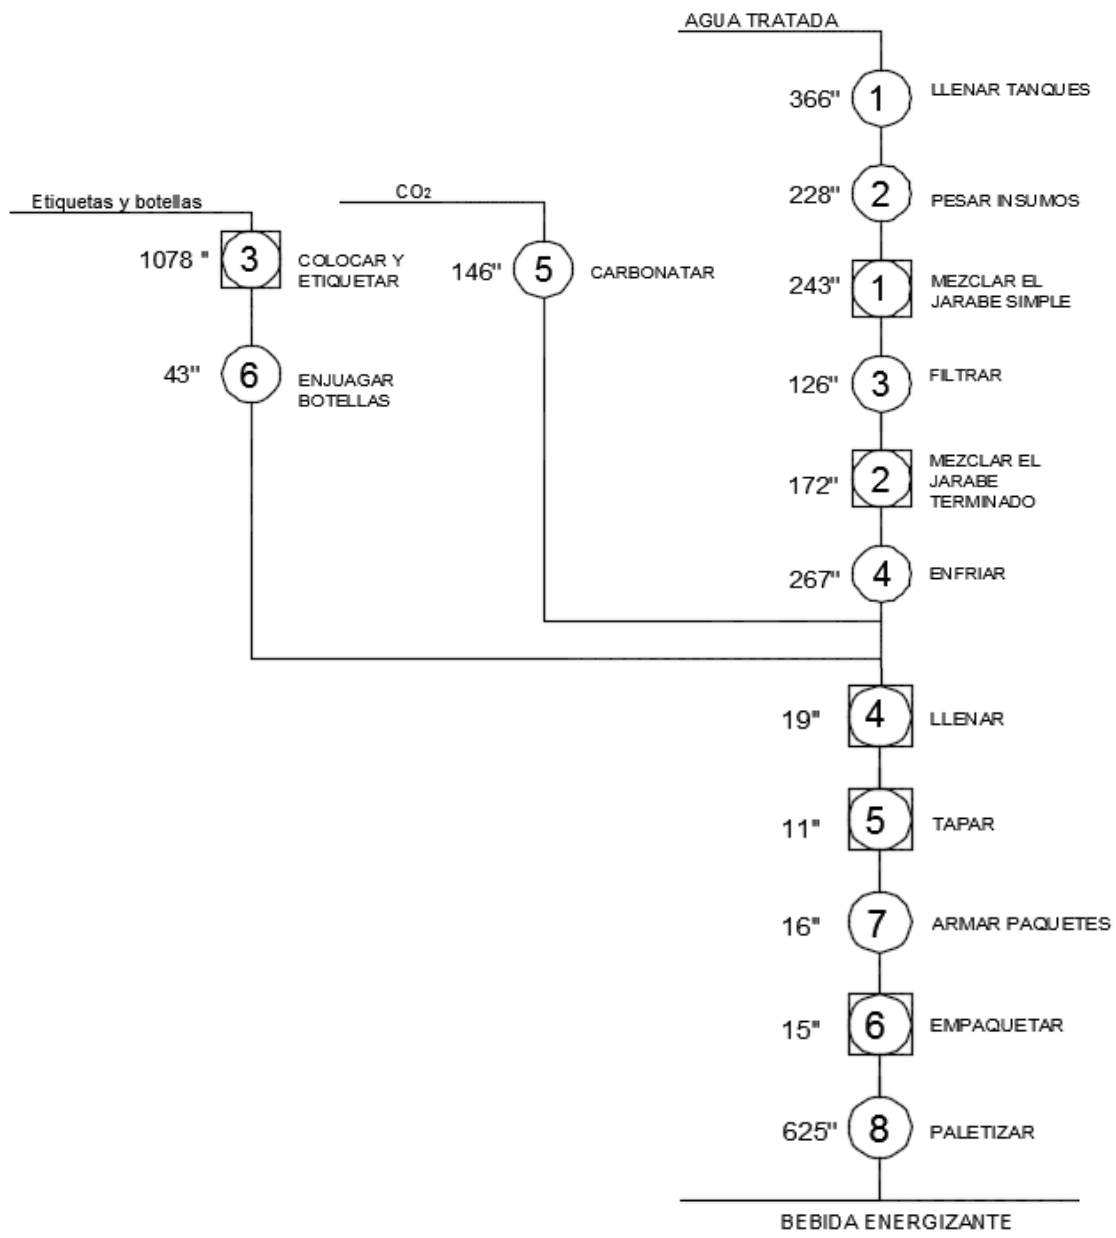 AGUA TRATADA
366"
1
LLENAR TANQUES
228"
2
PESAR INSUMOS
243"
1
MEZCLAR EL
JARABE SIMPLE
126"
3
FILTRAR
172"
2
MEZCLAR EL
JARABE
TERMINADO
267"
4
ENFRIAR
CO2
146"
5
CARBONATAR
Etiquetas y botellas
1078 "
3
COLOCAR Y
ETIQUETAR
43"
6
ENJUAGAR
BOTELLAS
19"
4
LLENAR
11"
5
TAPAR
16"
7
ARMAR PAQUETES
15"
6
EMPAQUETAR
625"
8
PALETIZAR
BEBIDA ENERGIZANTE